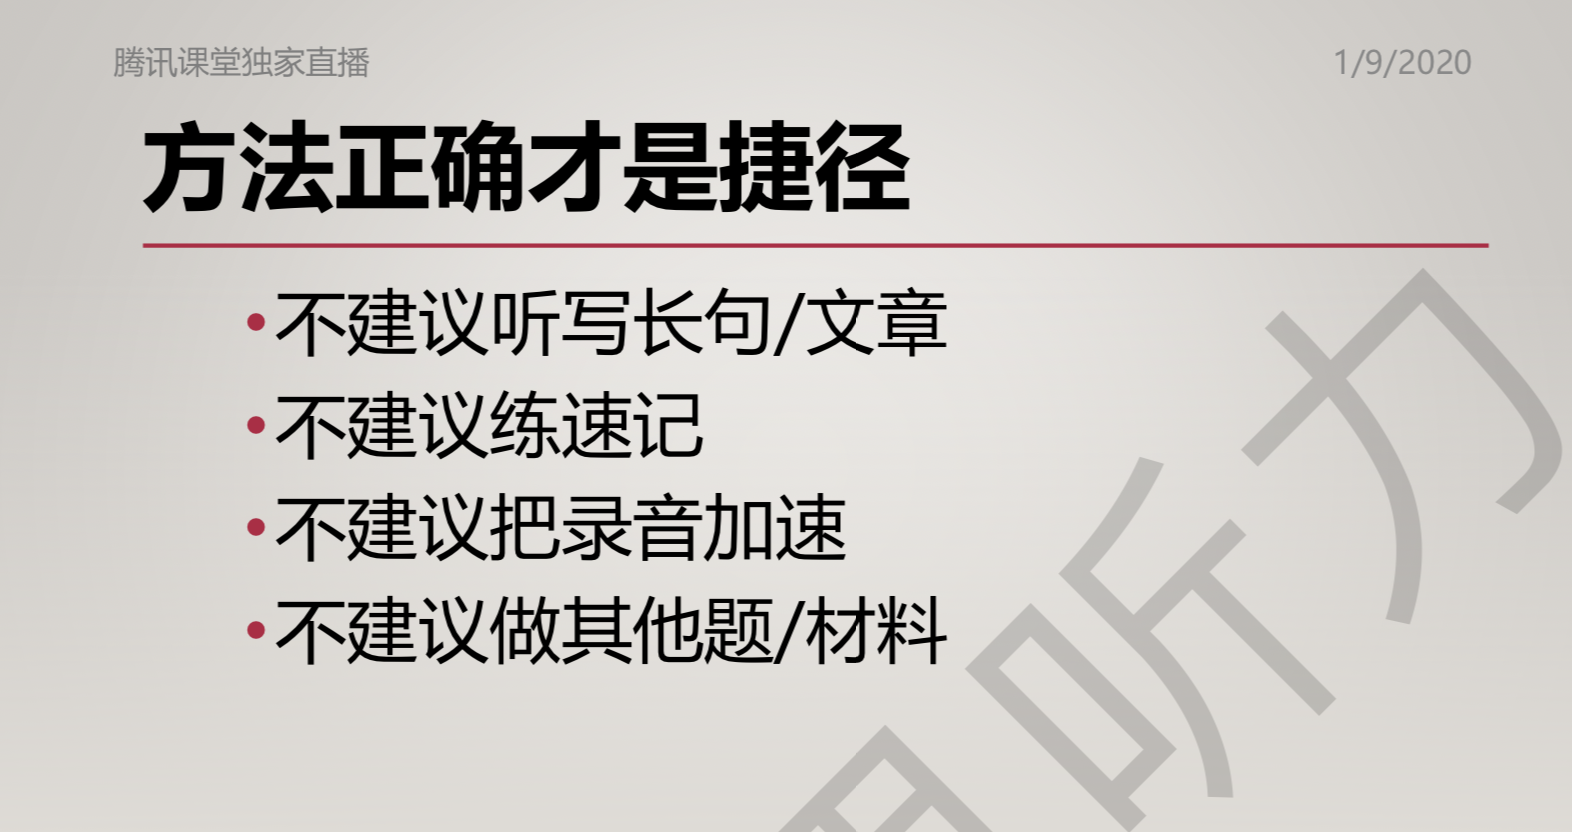 腾讯课堂独家直播
1/9/2020
方法正确才是捷径
•不建议听写长句/文章
•不建议练速记
•不建议把录音加速
•不建议做其他题/材料
听力